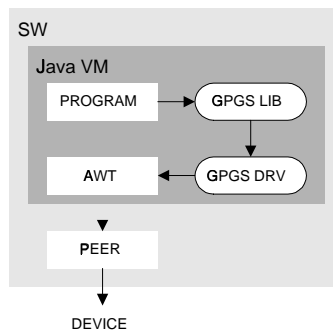 SW
Java VM
PROGRAM
GPGS LIB
AWT
GPGS DRV
PEER
DEVICE